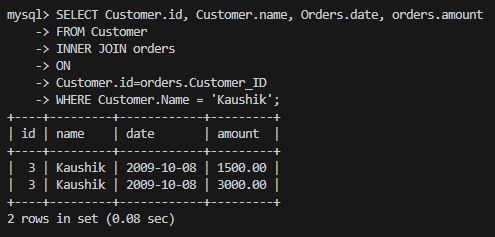 mysql> SELECT Customer.id, Customer.name, Orders.date, orders.amount
    -> FROM Customer
    -> INNER JOIN orders
    -> ON
    -> Customer.id=orders.Customer_ID
    -> WHERE Customer.Name = 'Kaushik';
+----+---------+------------+---------+
| id | name    | date       | amount  |
+----+---------+------------+---------+
|  3 | Kaushik | 2009-10-08 | 1500.00 |
|  3 | Kaushik | 2009-10-08 | 3000.00 |
+----+---------+------------+---------+
2 rows in set (0.08 sec)